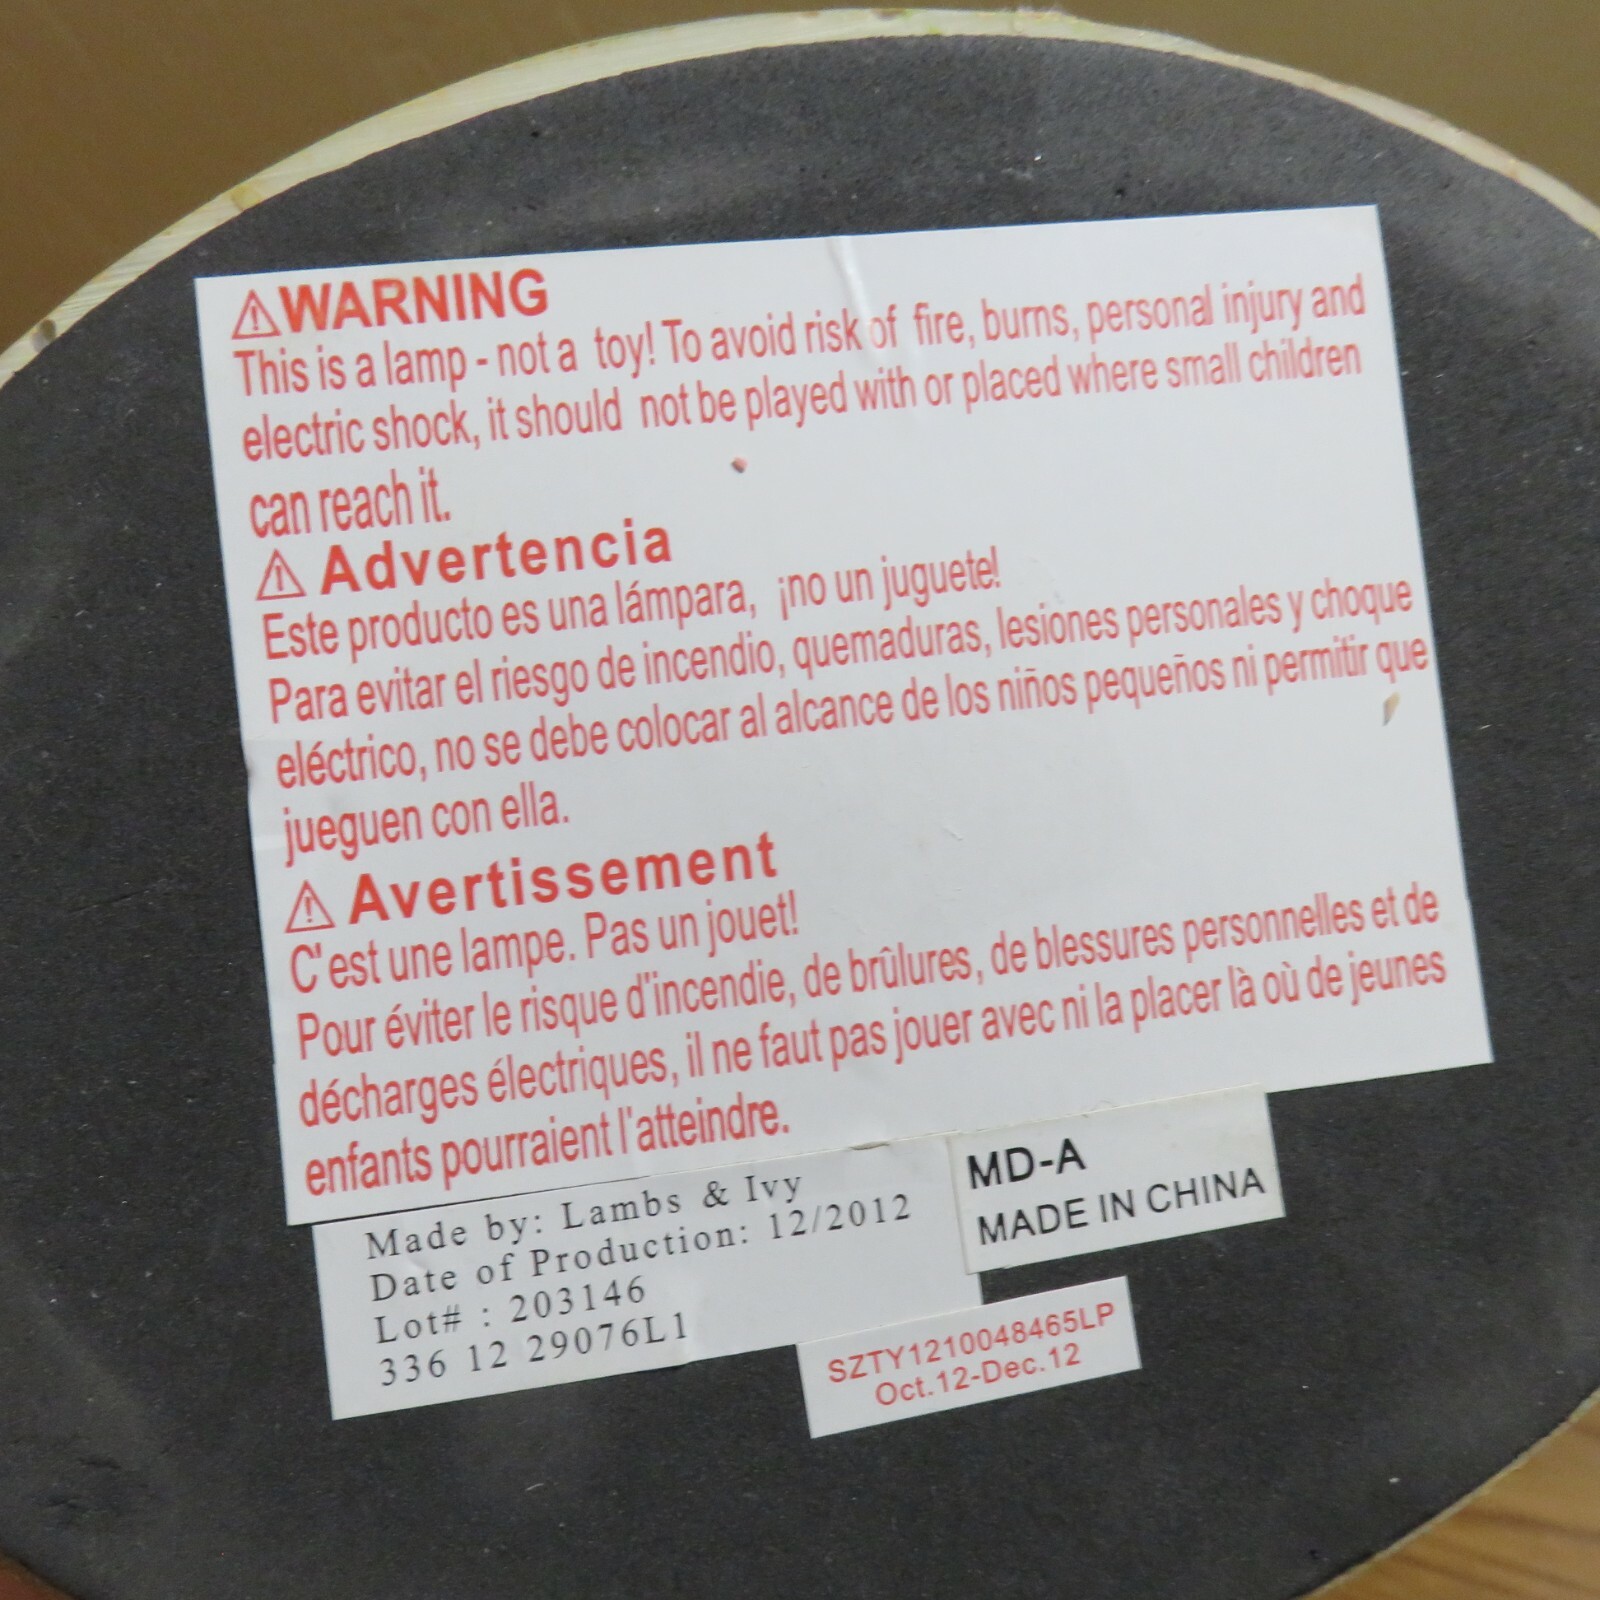 ⚠WARNING
This is a lamp - not a toy! To avoid risk of fire, burns, personal injury and
electric shock, it should not be played with or placed where small children
can reach it.
⚠ Advertencia
Este producto es una lámpara, ¡no un juguete!
Para evitar el riesgo de incendio, quemaduras, lesiones personales y choque
eléctrico, no se debe colocar al alcance de los niños pequeños ni permitir que
jueguen con ella.
⚠ Avertissement
C'est une lampe. Pas un jouet!
Pour éviter le risque d'incendie, de brûlures, de blessures personnelles et de
décharges électriques, il ne faut pas jouer avec ni la placer là où de jeunes
enfants pourraient l'atteindre.
Made by: Lambs & Ivy
Date of Production: 12/2012
Lot# : 203146
336 12 29076L1
MD-A
MADE IN CHINA
SZTY1210048465LP
Oct.12-Dec.12